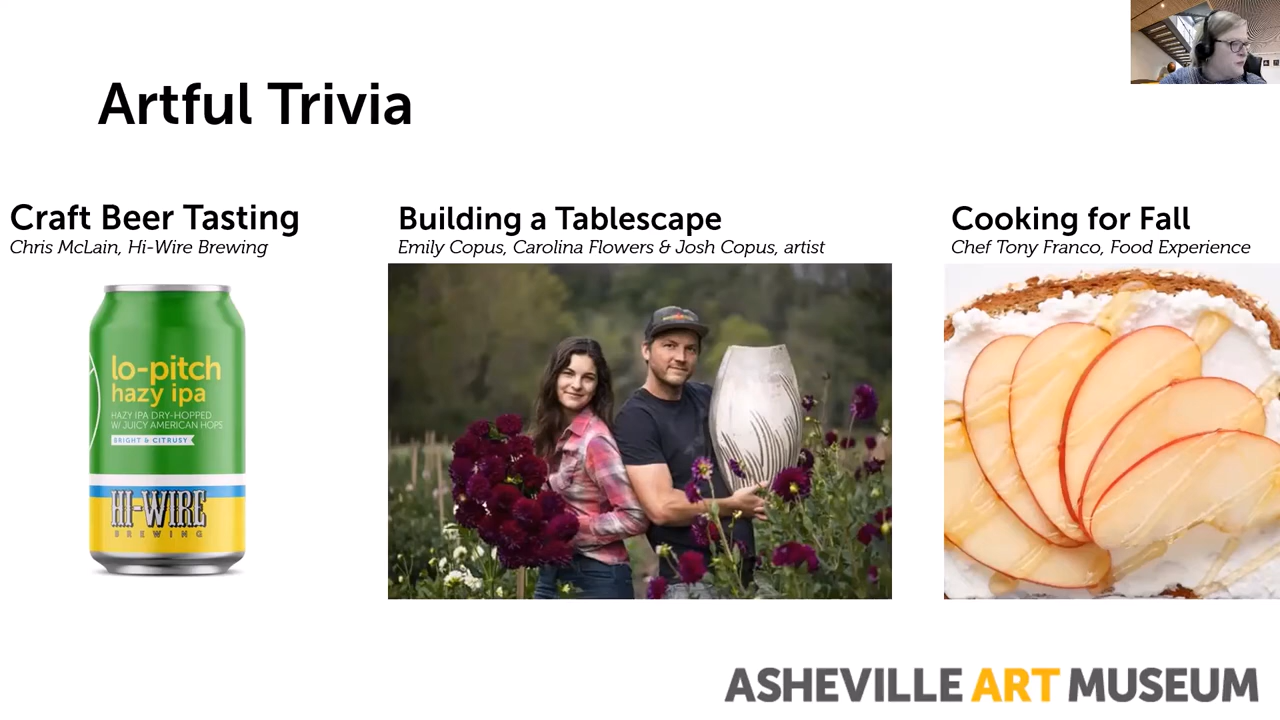 Artful Trivia
Craft Beer Tasting
Chris McLain, Hi-Wire Brewing
lo-pitch
hazy ipa
HAZY IPA DRY-HOPPED
W/ JUICY AMERICAN HOPS
BRIGHT & CITRUSY
HI-WIRE
BREWING
Building a Tablescape
Emily Copus, Carolina Flowers & Josh Copus, artist
Cooking for Fall
Chef Tony Franco, Food Experience
ASHEVILLE ART MUSEUM